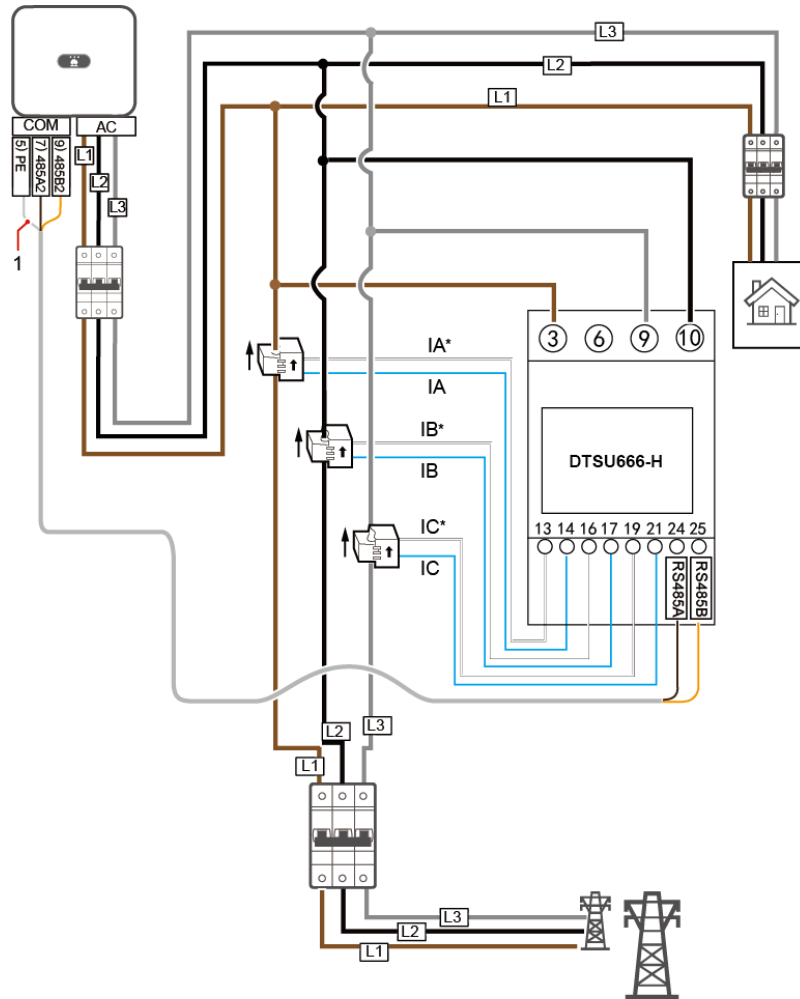 L3
L2
L1
COM
AC
5) PE
7) 485A2
9) 485B2
L1
L2
L3
1
3
6
9
10
IA*
IA
IB*
IB
IC*
IC
DTSU666-H
13 14 16 17 19 21 24 25
RS485A
RS485B
L3
L2
L1
L3
L2
L1